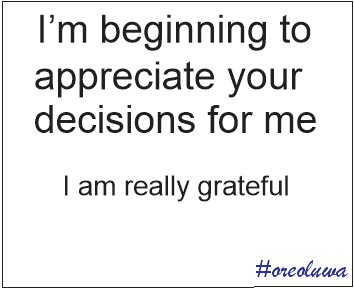 I'm beginning to
appreciate your
decisions for me
I am really grateful
#oreoluwa